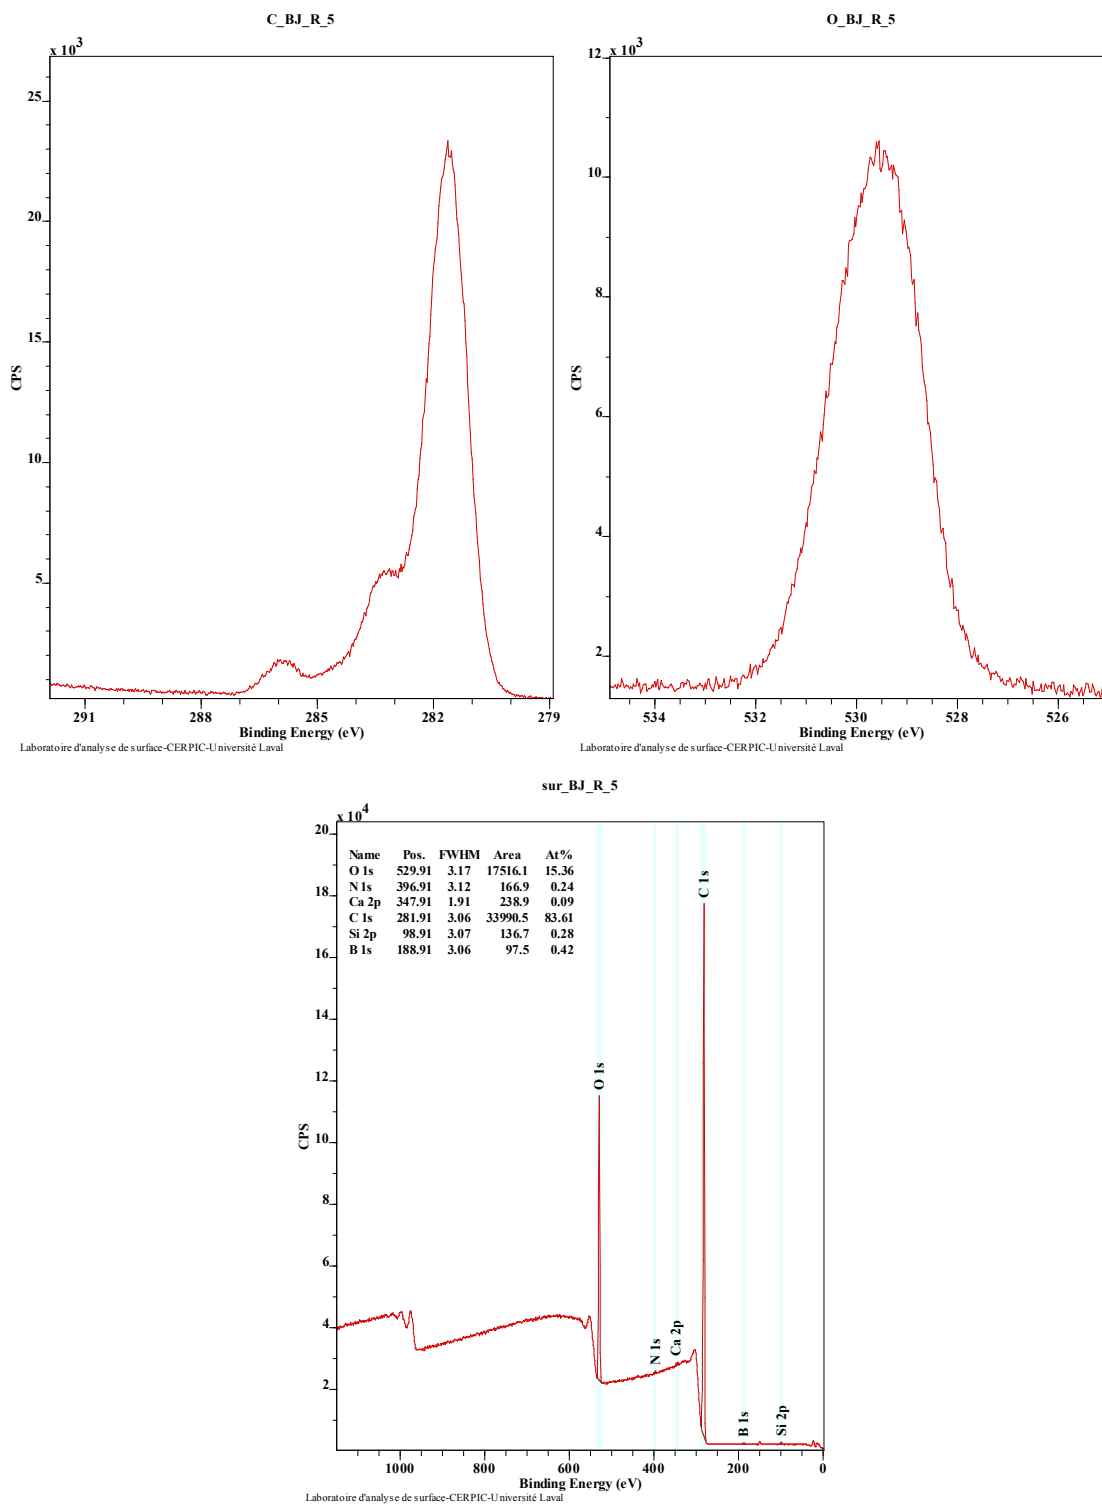 C_BJ_R_5
x 10³
25
20
15
10
5
CPS
291 288 285 282 279
Binding Energy (eV)
Laboratoire d'analyse de surface-CERPIC-Université Laval
O_BJ_R_5
x 10³
12
10
8
6
4
2
CPS
534 532 530 528 526
Binding Energy (eV)
Laboratoire d'analyse de surface-CERPIC-Université Laval
sur_BJ_R_5
x 10⁴
20
18
16
14
12
10
8
6
4
2
CPS
Name Pos. FWHM Area At%
O 1s 529.91 3.17 17516.1 15.36
N 1s 396.91 3.12 166.9 0.24
Ca 2p 347.91 1.91 238.9 0.09
C 1s 281.91 3.06 33990.5 83.61
Si 2p 98.91 3.07 136.7 0.28
B 1s 188.91 3.06 97.5 0.42
O 1s
N 1s
Ca 2p
C 1s
B 1s
Si 2p
1000 800 600 400 200 0
Binding Energy (eV)
Laboratoire d'analyse de surface-CERPIC-Université Laval